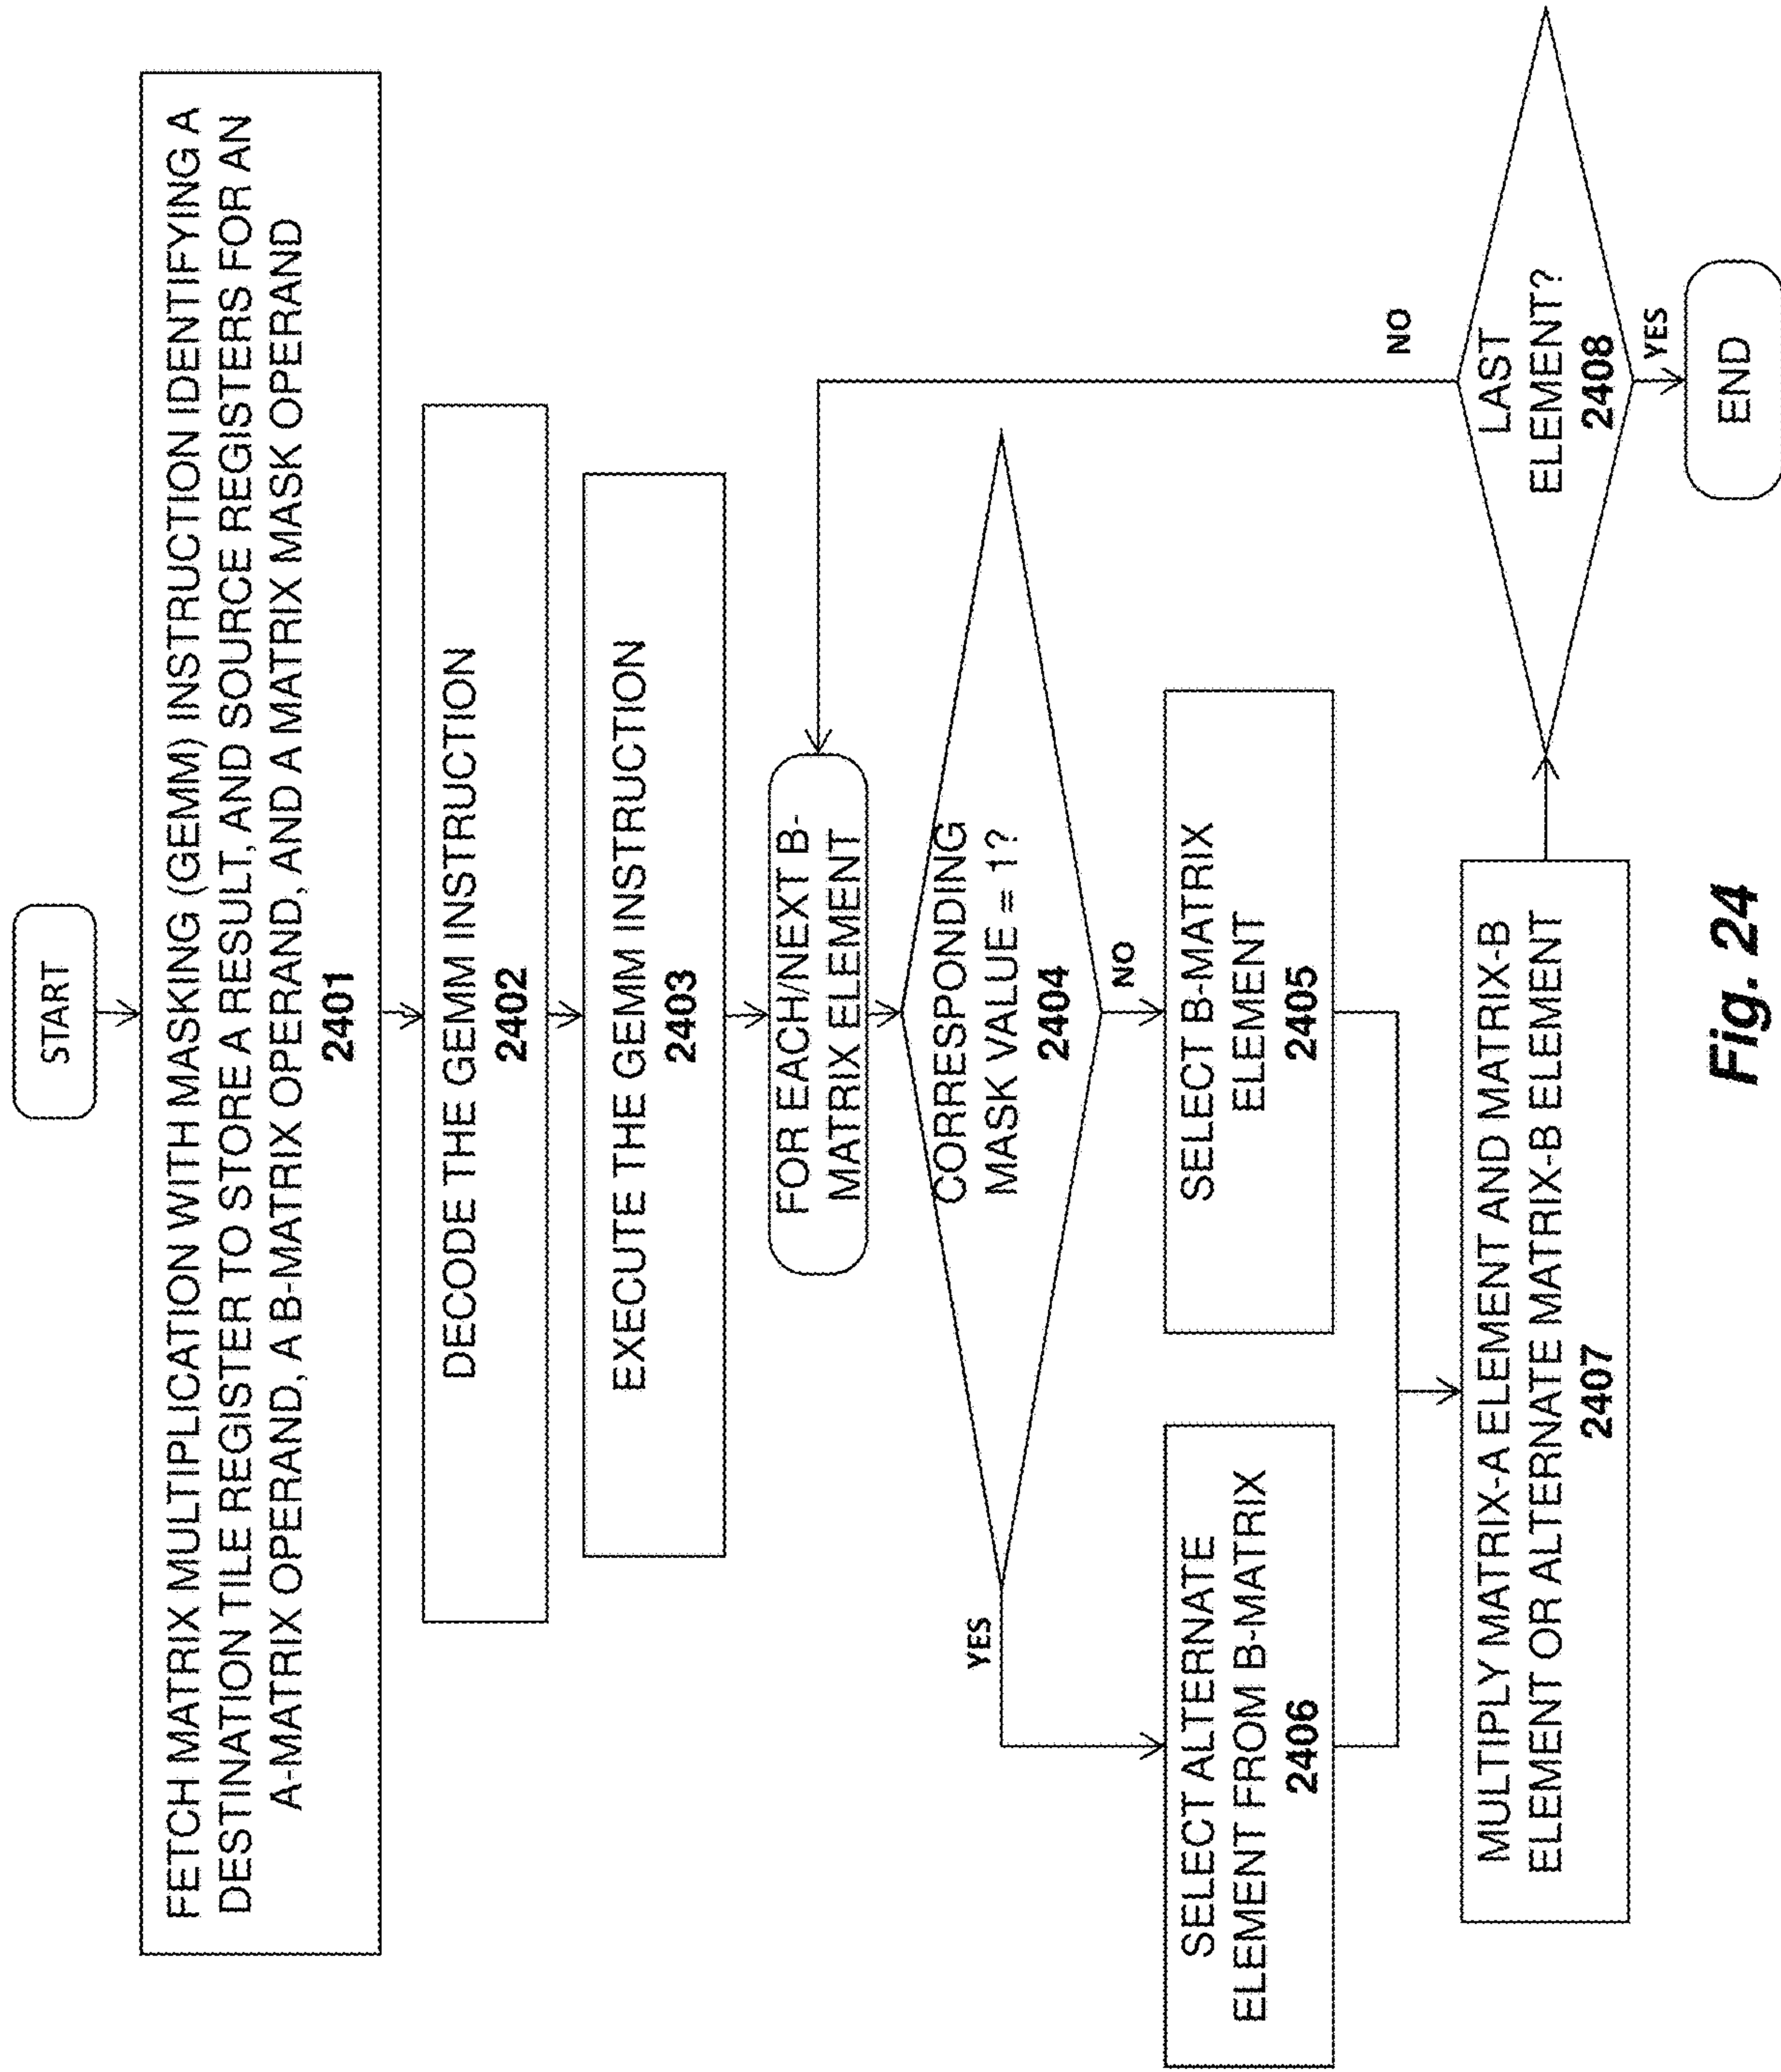 START
FETCH MATRIX MULTIPLICATION WITH MASKING (GEMM) INSTRUCTION IDENTIFYING A
DESTINATION TILE REGISTER TO STORE A RESULT, AND SOURCE REGISTERS FOR AN
A-MATRIX OPERAND, A B-MATRIX OPERAND, AND A MATRIX MASK OPERAND
2401
DECODE THE GEMM INSTRUCTION
2402
EXECUTE THE GEMM INSTRUCTION
2403
FOR EACH/NEXT B-
MATRIX ELEMENT
CORRESPONDING
MASK VALUE = 1?
2404
YES
NO
SELECT ALTERNATE
ELEMENT FROM B-MATRIX
2406
SELECT B-MATRIX
ELEMENT
2405
MULTIPLY MATRIX-A ELEMENT AND MATRIX-B
ELEMENT OR ALTERNATE MATRIX-B ELEMENT
2407
NO
LAST
ELEMENT?
2408
YES
END
Fig. 24